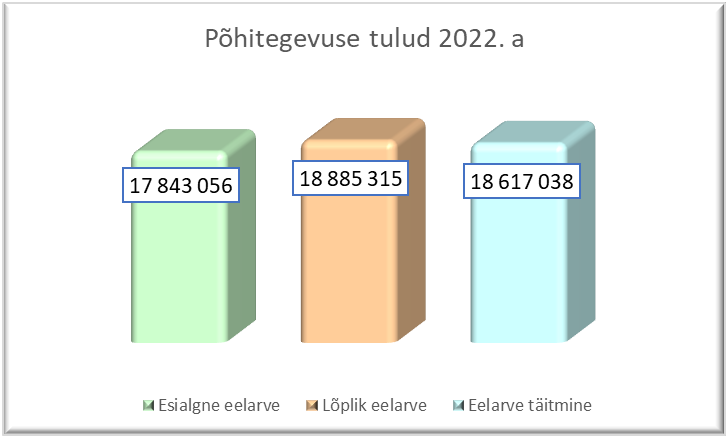 Põhitegevuse tulud 2022. a
17 843 056
18 885 315
18 617 038
Esialgne eelarve
Lõplik eelarve
Eelarve täitmine